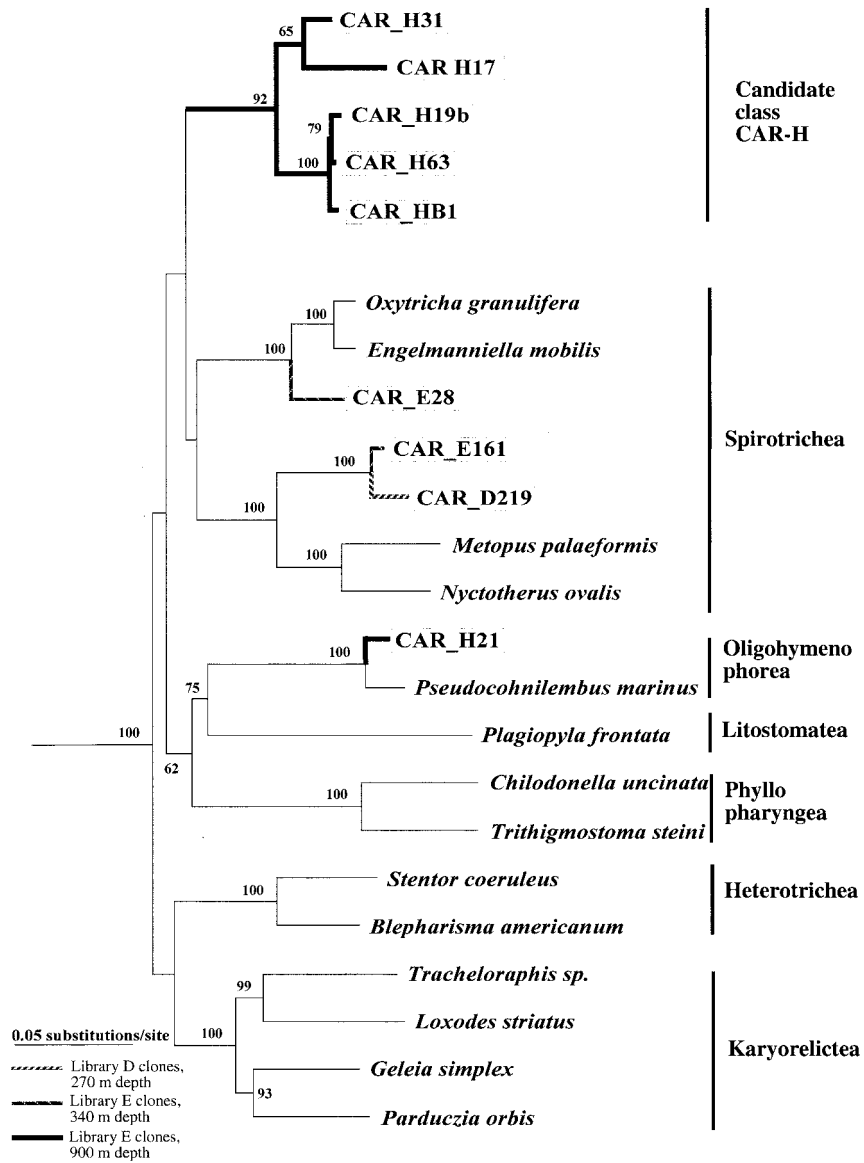 65
CAR_H31
CAR H17
92
79
CAR_H19b
100
CAR_H63
CAR_HB1
Candidate
class
CAR-H
100
Oxytricha granulifera
100
Engelmanniella mobilis
CAR_E28
100
CAR_E161
CAR_D219
100
100
Metopus palaeformis
Nyctotherus ovalis
Spirotrichea
100
CAR_H21
Pseudocohnilembus marinus
Oligohymeno
phorea
75
Plagiopyla frontata
Litostomatea
100
62
100
Chilodonella uncinata
Trithigmostoma steini
Phyllo
pharyngea
100
Stentor coeruleus
Blepharisma americanum
Heterotrichea
99
Tracheloraphis sp.
Loxodes striatus
100
Geleia simplex
93
Parduczia orbis
Karyorelictea
0.05 substitutions/site
Library D clones,
270 m depth
Library E clones,
340 m depth
Library E clones,
900 m depth